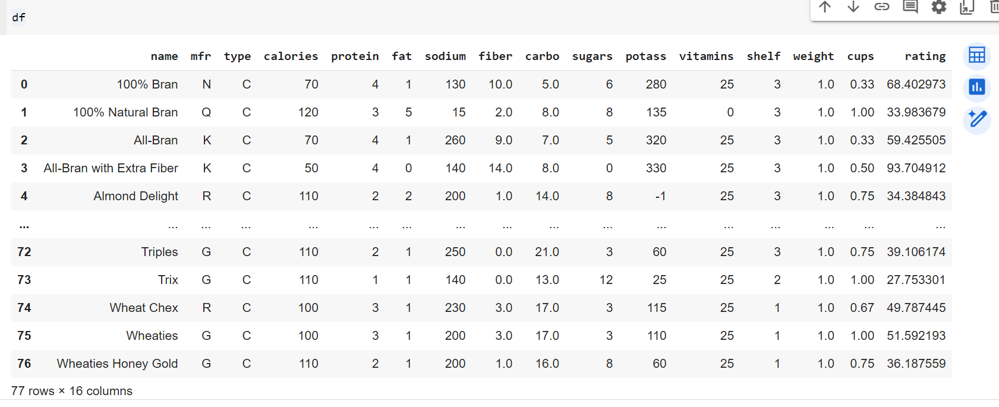 df
name mfr type calories protein fat sodium fiber carbo sugars potass vitamins shelf weight cups rating
0 100% Bran N C 70 4 1 130 10.0 5.0 6 280 25 3 1.0 0.33 68.402973
1 100% Natural Bran Q C 120 3 5 15 2.0 8.0 8 135 0 3 1.0 1.00 33.983679
2 All-Bran K C 70 4 1 260 9.0 7.0 5 320 25 3 1.0 0.33 59.425505
3 All-Bran with Extra Fiber K C 50 4 0 140 14.0 8.0 0 330 25 3 1.0 0.50 93.704912
4 Almond Delight R C 110 2 2 200 1.0 14.0 8 -1 25 3 1.0 0.75 34.384843
... ... ... ... ... ... ... ... ... ... ... ... ... ... ... ... ...
72 Triples G C 110 2 1 250 0.0 21.0 3 60 25 3 1.0 0.75 39.106174
73 Trix G C 110 1 1 140 0.0 13.0 12 25 25 2 1.0 1.00 27.753301
74 Wheat Chex R C 100 3 1 230 3.0 17.0 3 115 25 1 1.0 0.67 49.787445
75 Wheaties G C 100 3 1 200 3.0 17.0 3 110 25 1 1.0 1.00 51.592193
76 Wheaties Honey Gold G C 110 2 1 200 1.0 16.0 8 60 25 1 1.0 0.75 36.187559
77 rows × 16 columns